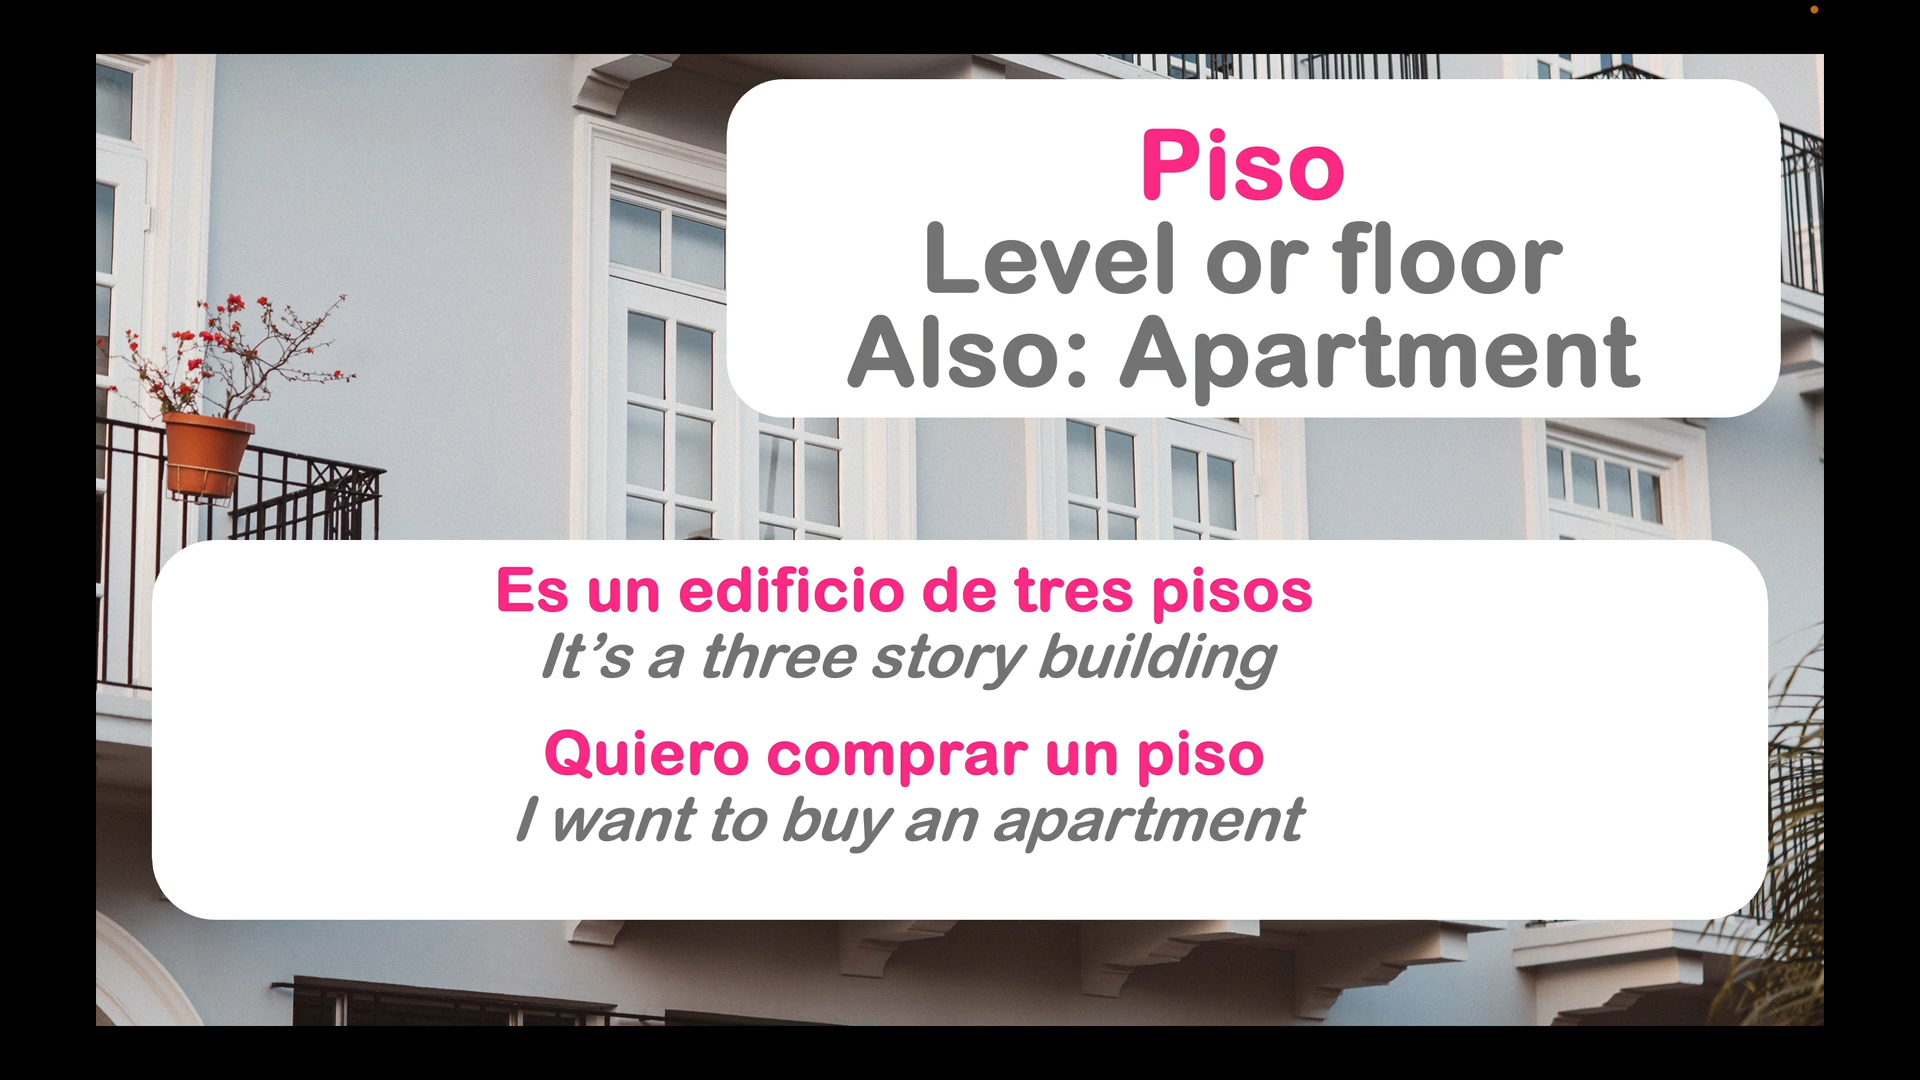 Piso
Level or floor
Also: Apartment
Es un edificio de tres pisos
It’s a three story building
Quiero comprar un piso
I want to buy an apartment